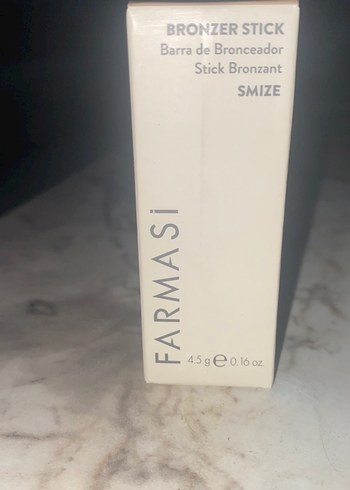 BRONZER STICK
Barra de Bronceador
Stick Bronzant
SMIZE
FARMASi
4.5 g ℮ 0.16 oz.